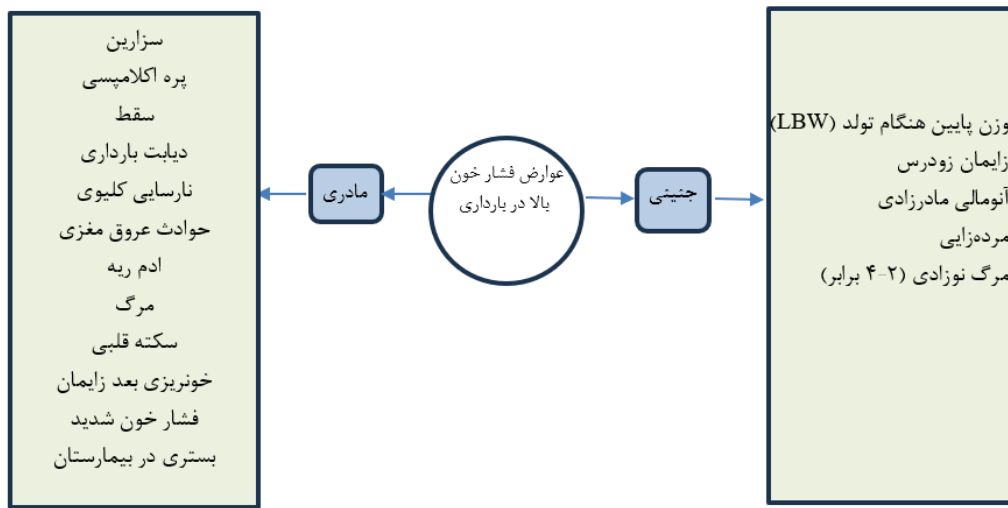 عوارض فشار خون
بالا در بارداری
جنینی
وزن پایین هنگام تولد (LBW)
زایمان زودرس
آنومالی مادرزادی
مرده‌زایی
مرگ نوزادی (۲-۴ برابر)
مادری
سزارین
پره اکلامپسی
سقط
دیابت بارداری
نارسایی کلیوی
حوادث عروق مغزی
ادم ریه
مرگ
سکته قلبی
خونریزی بعد زایمان
فشار خون شدید
بستری در بیمارستان